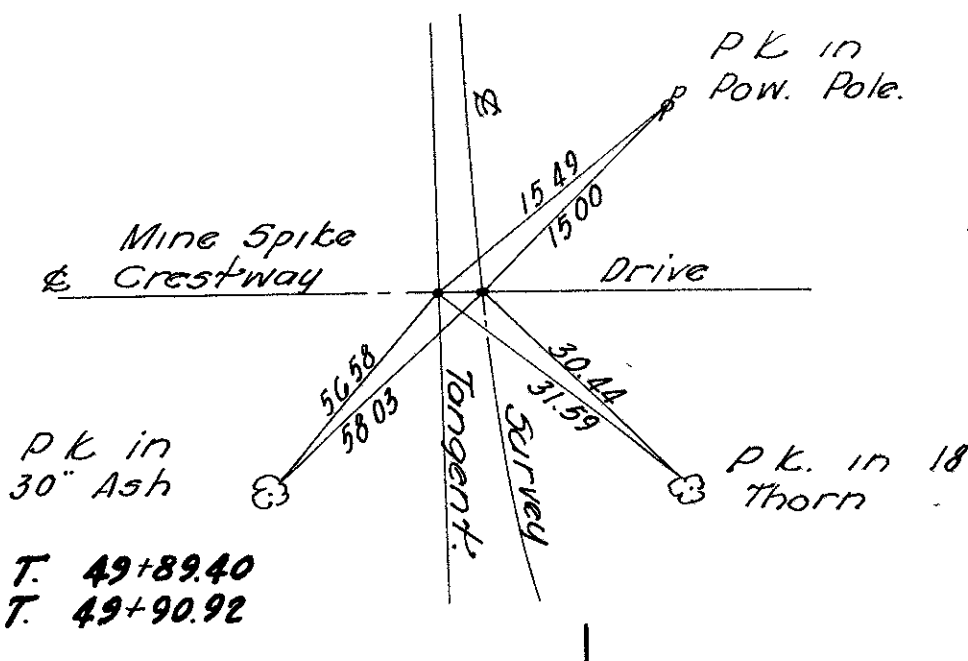 P K in
Pow. Pole.
℄
P
15 49
15 00
Mine Spike
℄ Crestway
Drive
56 58
58 03
30.44
31.59
Tangent.
Survey
P K in
30" Ash
P K. in 18
Thorn
T. 49+89.40
T. 49+90.92